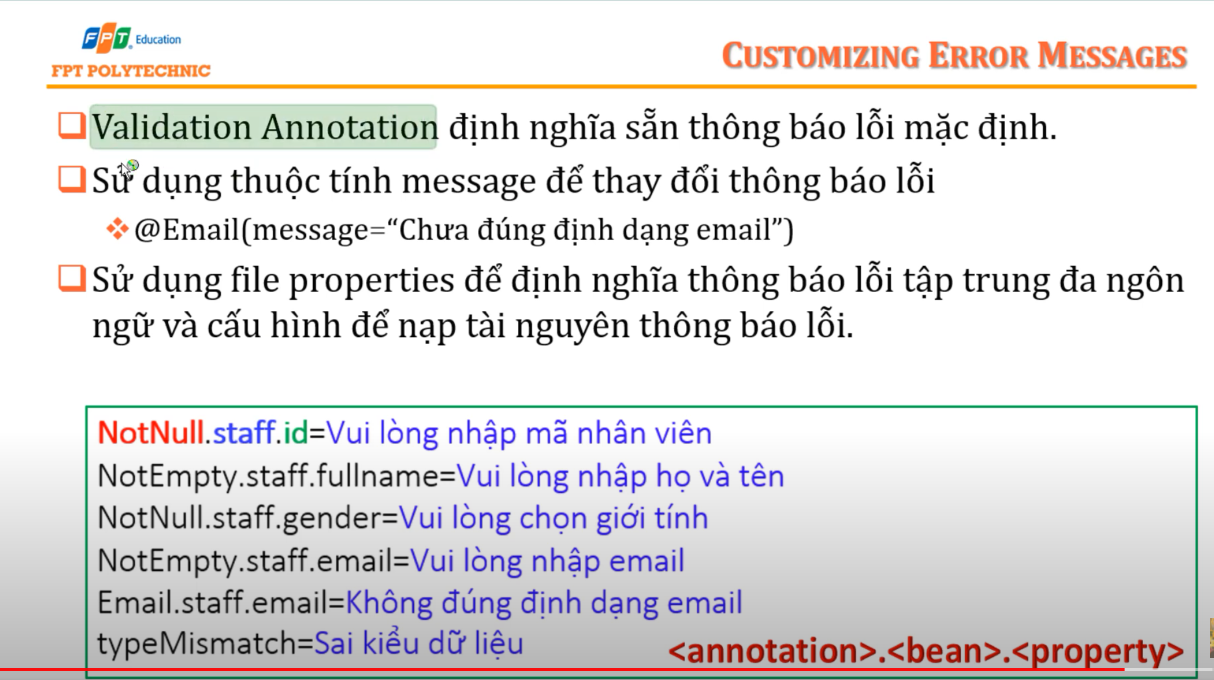 FPT Education
FPT POLYTECHNIC
CUSTOMIZING ERROR MESSAGES
Validation Annotation định nghĩa sẵn thông báo lỗi mặc định.
Sử dụng thuộc tính message để thay đổi thông báo lỗi
@Email(message=“Chưa đúng định dạng email”)
Sử dụng file properties để định nghĩa thông báo lỗi tập trung đa ngôn
ngữ và cấu hình để nạp tài nguyên thông báo lỗi.
NotNull.staff.id=Vui lòng nhập mã nhân viên
NotEmpty.staff.fullname=Vui lòng nhập họ và tên
NotNull.staff.gender=Vui lòng chọn giới tính
NotEmpty.staff.email=Vui lòng nhập email
Email.staff.email=Không đúng định dạng email
typeMismatch=Sai kiểu dữ liệu
<annotation>.<bean>.<property>